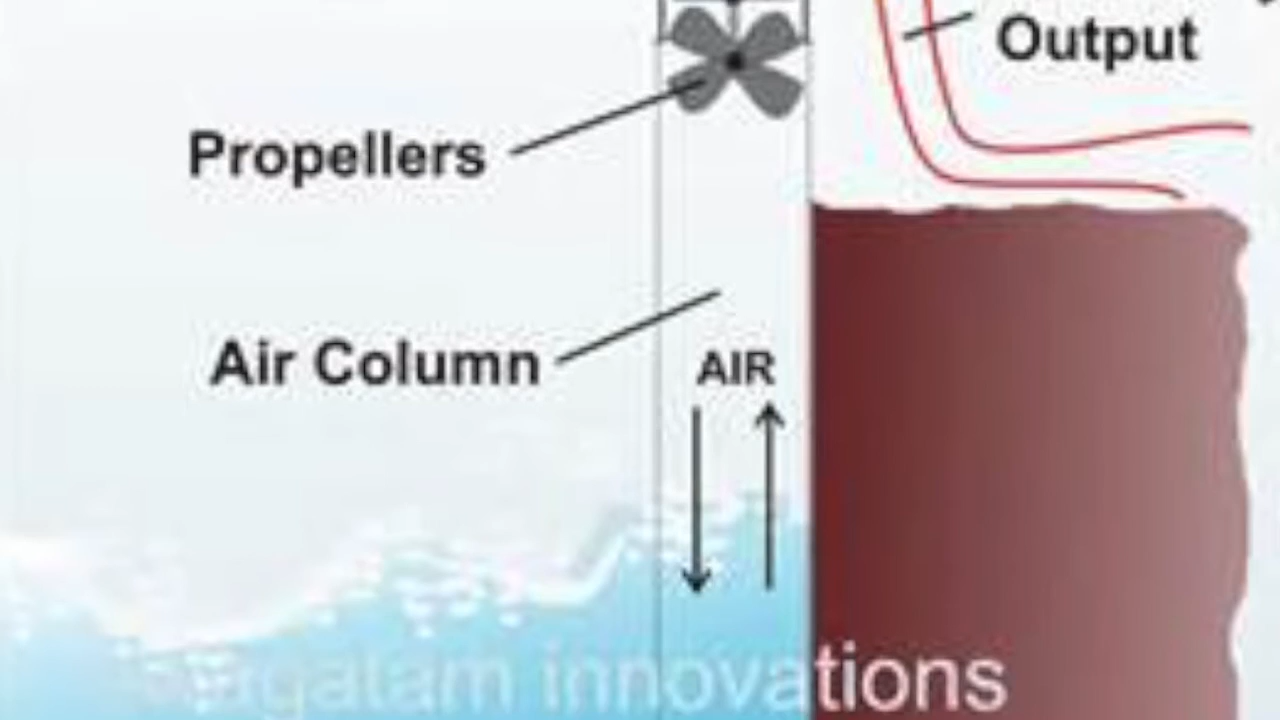 Output
Propellers
Air Column
AIR
innovations